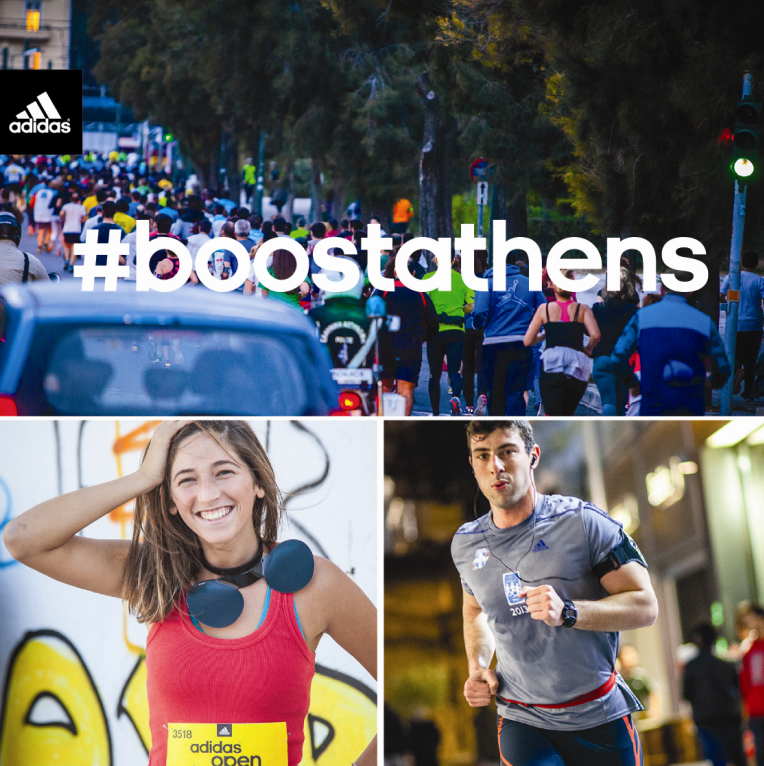 adidas
#boostathens
2013
3518
adidas
open